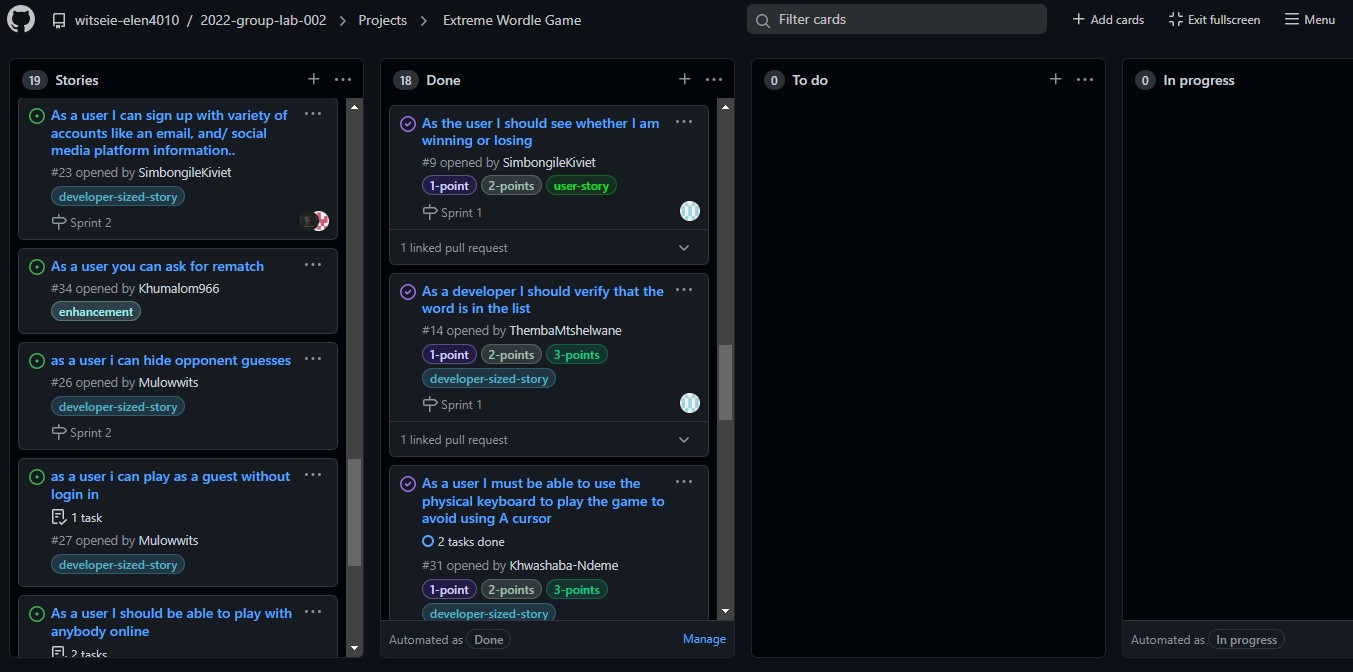 witseie-elen4010 / 2022-group-lab-002 > Projects > Extreme Wordle Game
Filter cards
+ Add cards
Exit fullscreen
Menu
19 Stories
As a user I can sign up with variety of
accounts like an email, and/ social
media platform information..
#23 opened by SimbongileKiviet
developer-sized-story
Sprint 2
As a user you can ask for rematch
#34 opened by Khumalom966
enhancement
as a user i can hide opponent guesses
#26 opened by Mulowwits
developer-sized-story
Sprint 2
as a user i can play as a guest without
login in
1 task
#27 opened by Mulowwits
developer-sized-story
As a user I should be able to play with
anybody online
2 tasks
18 Done
As the user I should see whether I am
winning or losing
#9 opened by SimbongileKiviet
1-point 2-points user-story
Sprint 1
1 linked pull request
As a developer I should verify that the
word is in the list
#14 opened by ThembaMtshelwane
1-point 2-points 3-points
developer-sized-story
Sprint 1
1 linked pull request
As a user I must be able to use the
physical keyboard to play the game to
avoid using A cursor
2 tasks done
#31 opened by Khwashaba-Ndeme
1-point 2-points 3-points
developer-sized-story
Automated as Done
Manage
0 To do
0 In progress
Automated as In progress